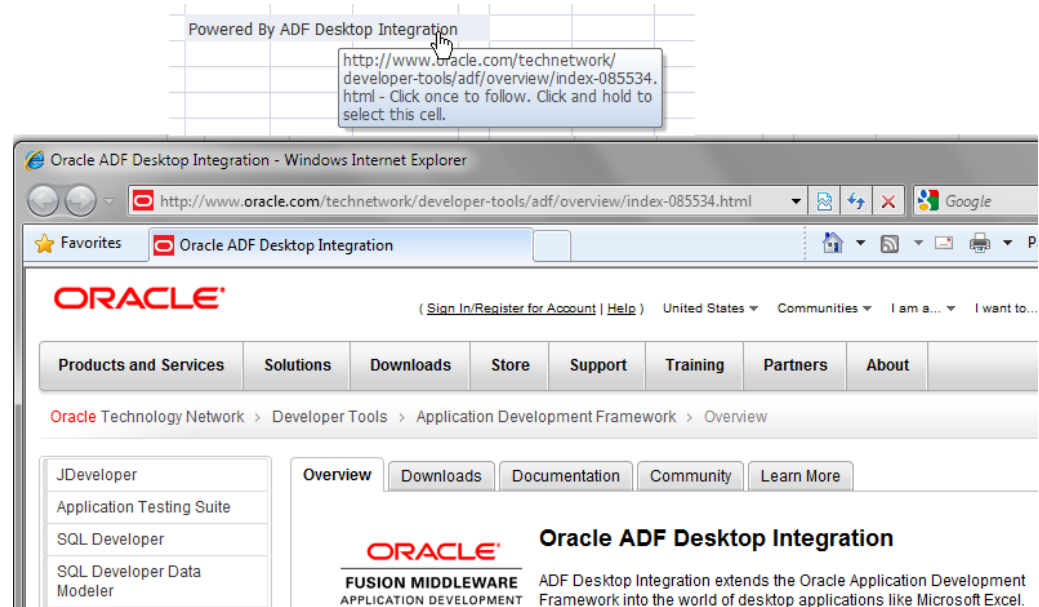 Powered By ADF Desktop Integration
http://www.oracle.com/technetwork/
developer-tools/adf/overview/index-085534.
html - Click once to follow. Click and hold to
select this cell.
Oracle ADF Desktop Integration - Windows Internet Explorer
http://www.oracle.com/technetwork/developer-tools/adf/overview/index-085534.html
Google
Favorites
Oracle ADF Desktop Integration
ORACLE
( Sign In/Register for Account | Help ) United States Communities I am a... I want to...
Products and Services Solutions Downloads Store Support Training Partners About
Oracle Technology Network > Developer Tools > Application Development Framework > Overview
JDeveloper
Application Testing Suite
SQL Developer
SQL Developer Data
Modeler
Overview Downloads Documentation Community Learn More
ORACLE
FUSION MIDDLEWARE
APPLICATION DEVELOPMENT
Oracle ADF Desktop Integration
ADF Desktop Integration extends the Oracle Application Development
Framework into the world of desktop applications like Microsoft Excel.